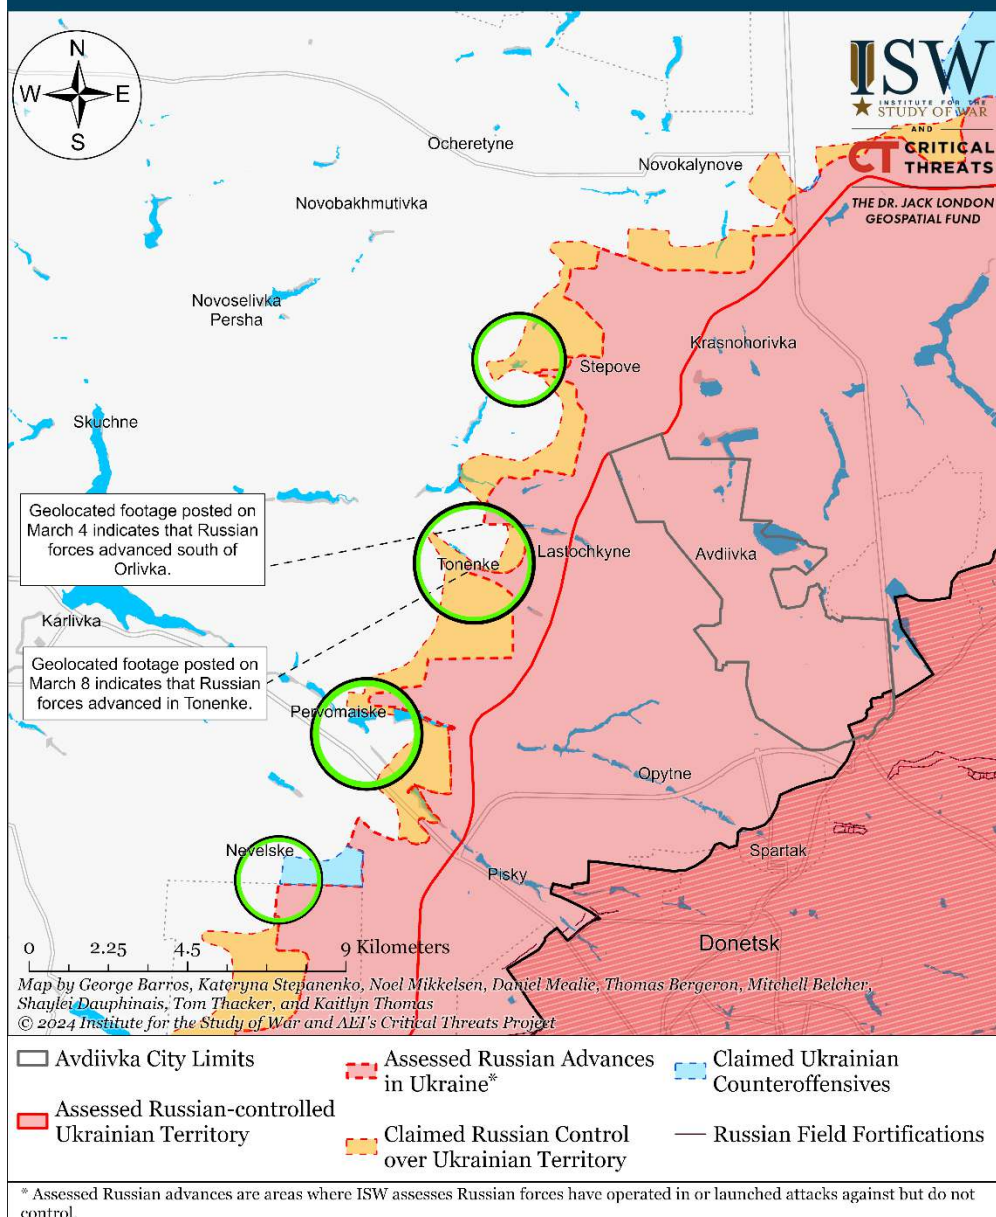 N
W E
S
ISW
INSTITUTE FOR THE
STUDY OF WAR
AND
CT CRITICAL
THREATS
THE DR. JACK LONDON
GEOSPATIAL FUND
Ocheretyne
Novokalynove
Novobakhmutivka
Novoselivka
Persha
Krasnohorivka
Stepove
Skuchne
Geolocated footage posted on
March 4 indicates that Russian
forces advanced south of
Orlivka.
Lastochkyne
Avdiivka
Tonenke
Karlivka
Geolocated footage posted on
March 8 indicates that Russian
forces advanced in Tonenke.
Pervomaiske
Opytne
Nevelske
Spartak
Pisky
Donetsk
0 2.25 4.5 9 Kilometers
Map by George Barros, Kateryna Stepanenko, Noel Mikkelsen, Daniel Mealie, Thomas Bergeron, Mitchell Belcher,
Shaylei Dauphinais, Tom Thacker, and Kaitlyn Thomas
© 2024 Institute for the Study of War and AEI's Critical Threats Project
Avdiivka City Limits
Assessed Russian-controlled
Ukrainian Territory
Assessed Russian Advances
in Ukraine*
Claimed Russian Control
over Ukrainian Territory
Claimed Ukrainian
Counteroffensives
Russian Field Fortifications
* Assessed Russian advances are areas where ISW assesses Russian forces have operated in or launched attacks against but do not
control.